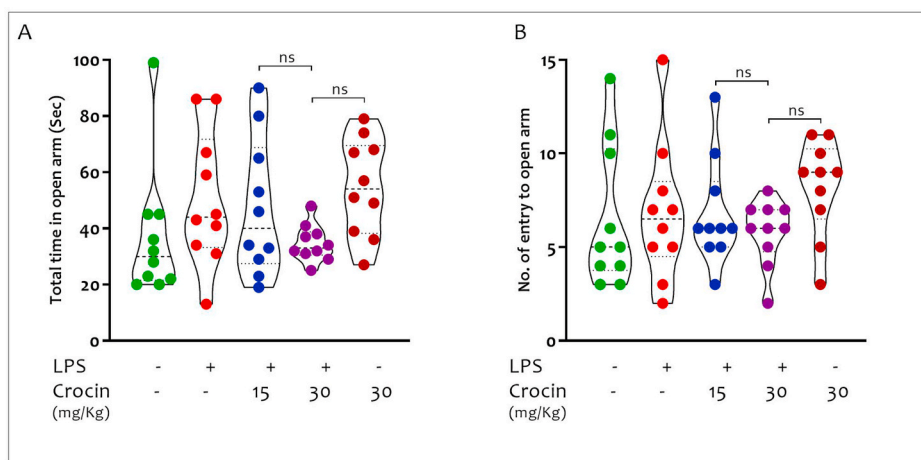 A
B
Total time in open arm (Sec)
100
80
60
40
20
0
ns
ns
LPS - + + + -
Crocin - - 15 30 30
(mg/Kg)
No. of entry to open arm
15
10
5
0
ns
ns
LPS - + + + -
Crocin - - 15 30 30
(mg/Kg)